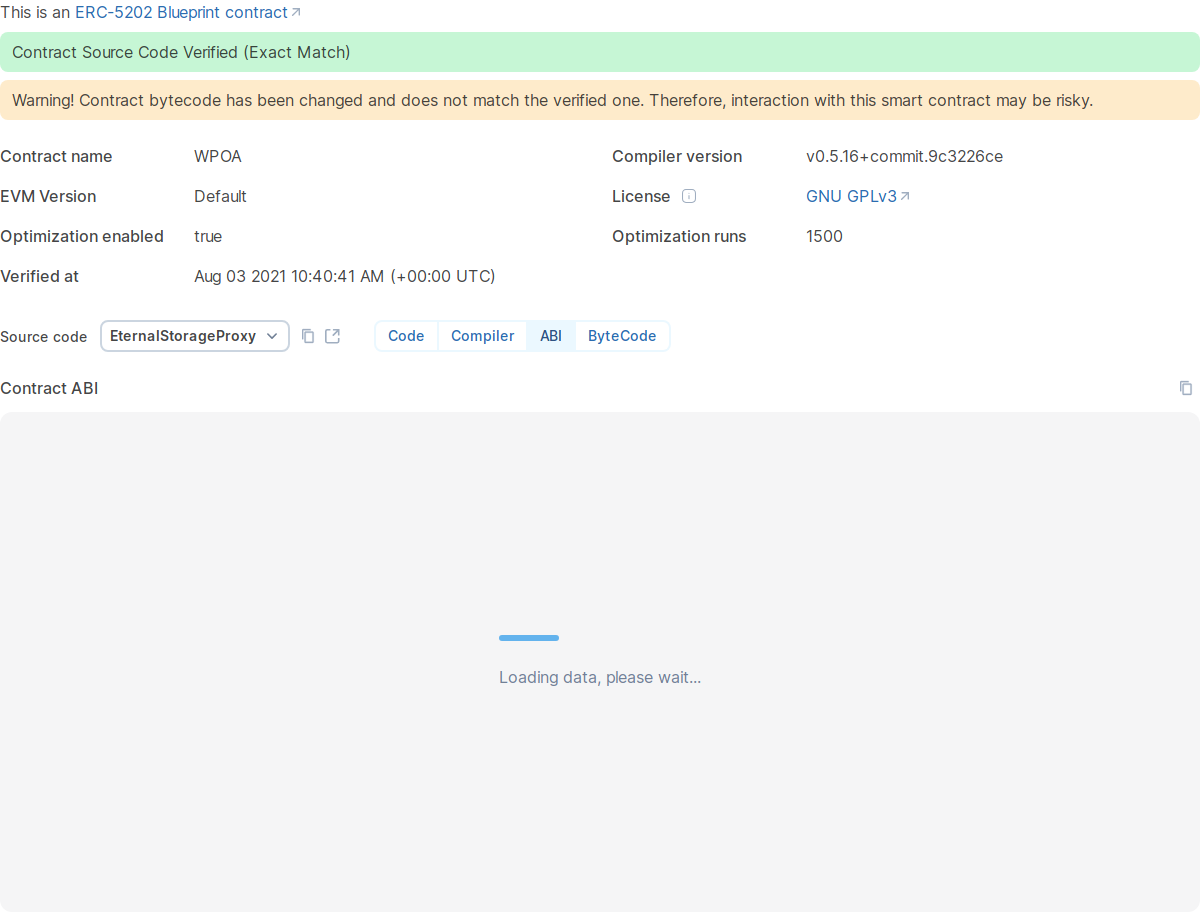 This is an ERC-5202 Blueprint contract
Contract Source Code Verified (Exact Match)
Warning! Contract bytecode has been changed and does not match the verified one. Therefore, interaction with this smart contract may be risky.
Contract name WPOA Compiler version v0.5.16+commit.9c3226ce
EVM Version Default License GNU GPLv3
Optimization enabled true Optimization runs 1500
Verified at Aug 03 2021 10:40:41 AM (+00:00 UTC)
Source code EternalStorageProxy Code Compiler ABI ByteCode
Contract ABI
Loading data, please wait...